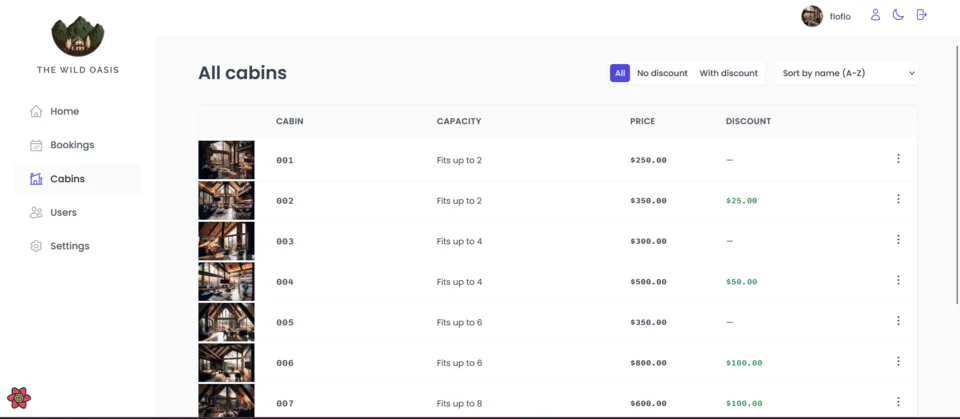 floflo
THE WILD OASIS
Home
Bookings
Cabins
Users
Settings
All cabins
All No discount With discount Sort by name (A-Z)
CABIN CAPACITY PRICE DISCOUNT
001 Fits up to 2 $250.00 —
002 Fits up to 2 $350.00 $25.00
003 Fits up to 4 $300.00 —
004 Fits up to 4 $500.00 $50.00
005 Fits up to 6 $350.00 —
006 Fits up to 6 $800.00 $100.00
007 Fits up to 8 $600.00 $100.00